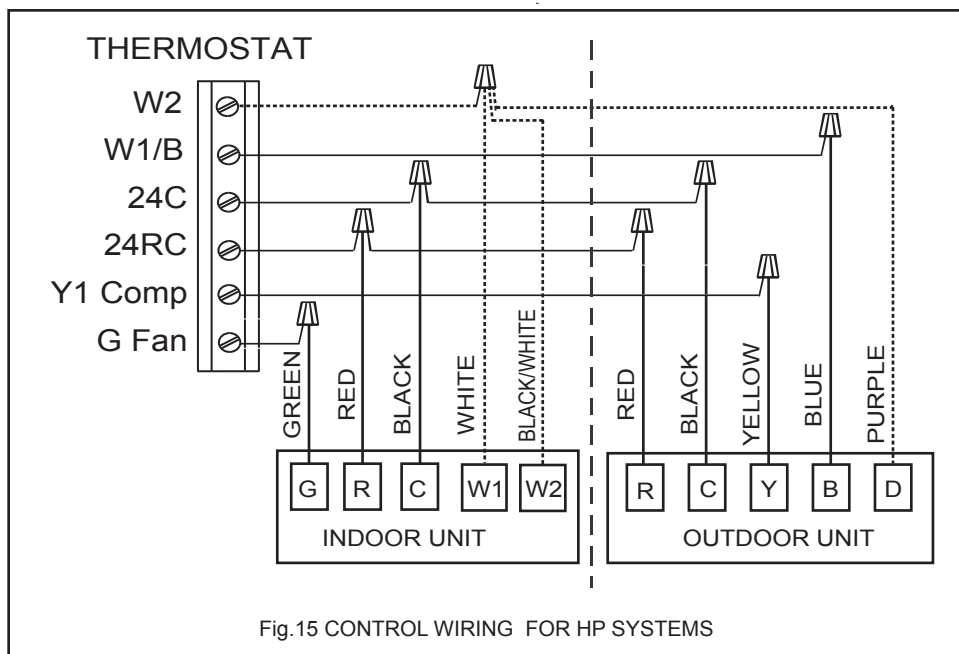 THERMOSTAT
W2
W1/B
24C
24RC
Y1 Comp
G Fan
GREEN
RED
BLACK
WHITE
BLACK/WHITE
RED
BLACK
YELLOW
BLUE
PURPLE
G R C W1 W2
R C Y B D
INDOOR UNIT
OUTDOOR UNIT
Fig.15 CONTROL WIRING FOR HP SYSTEMS